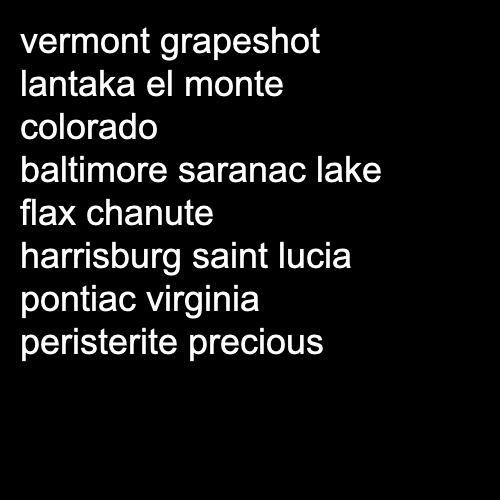 vermont grapeshot
lantaka el monte
colorado
baltimore saranac lake
flax chanute
harrisburg saint lucia
pontiac virginia
peristerite precious